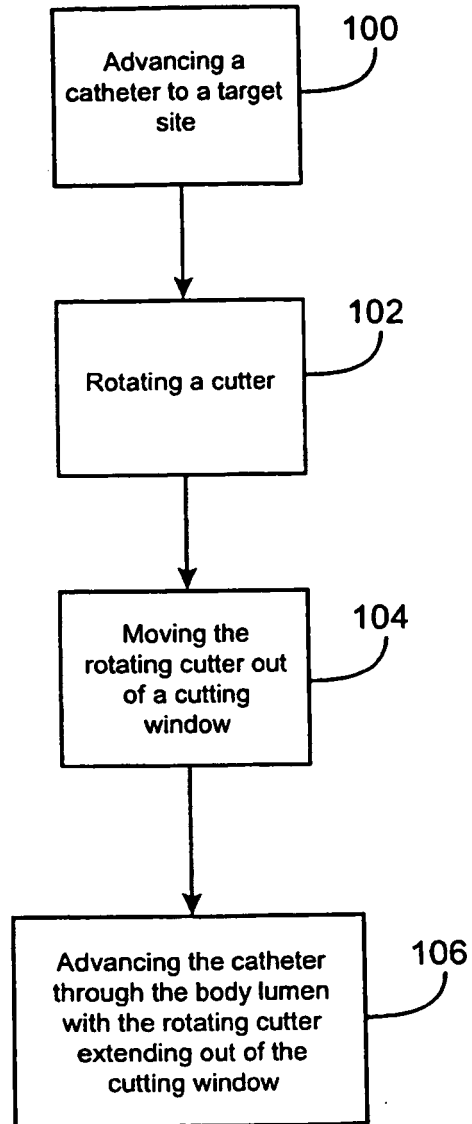 100
Advancing a
catheter to a target
site
102
Rotating a cutter
104
Moving the
rotating cutter out
of a cutting
window
106
Advancing the catheter
through the body lumen
with the rotating cutter
extending out of the
cutting window